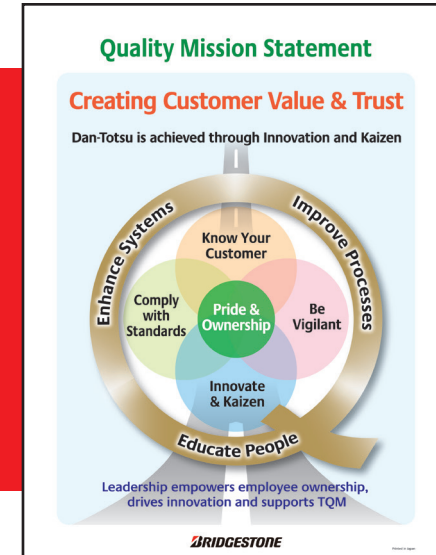 Quality Mission Statement
Creating Customer Value & Trust
Dan-Totsu is achieved through Innovation and Kaizen
Enhance Systems
Improve Processes
Know Your
Customer
Comply
with
Standards
Pride &
Ownership
Be
Vigilant
Innovate
& Kaizen
Educate People
Leadership empowers employee ownership,
drives innovation and supports TQM
BRIDGESTONE